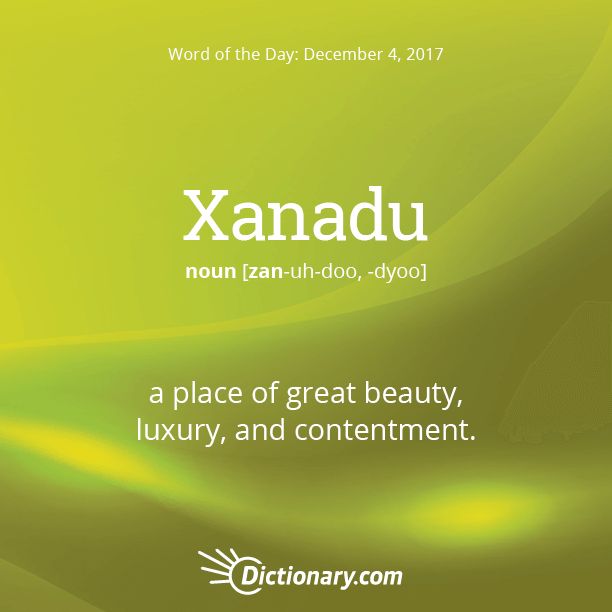 Word of the Day: December 4, 2017
Xanadu
noun [zan-uh-doo, -dyoo]
a place of great beauty,
luxury, and contentment.
Dictionary.com